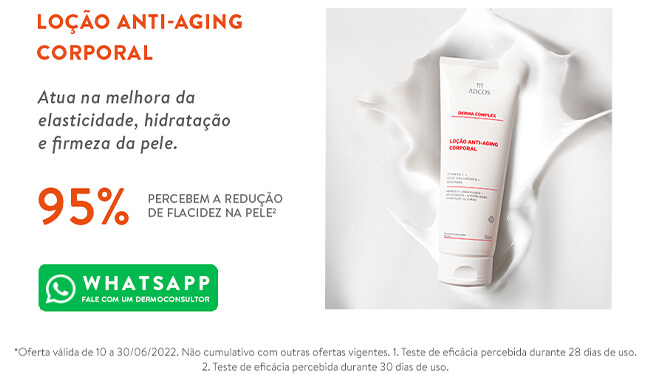 LOÇÃO ANTI-AGING
CORPORAL
Atua na melhora da
elasticidade, hidratação
e firmeza da pele.
95%
PERCEBEM A REDUÇÃO
DE FLACIDEZ NA PELE²
WHATSAPP
FALE COM UM DERMOCONSULTOR
ADCOS
DERMA COMPLEX
LOÇÃO ANTI-AGING
CORPORAL
*Oferta válida de 10 a 30/06/2022. Não cumulativo com outras ofertas vigentes. 1. Teste de eficácia percebida durante 28 dias de uso.
2. Teste de eficácia percebida durante 30 dias de uso.